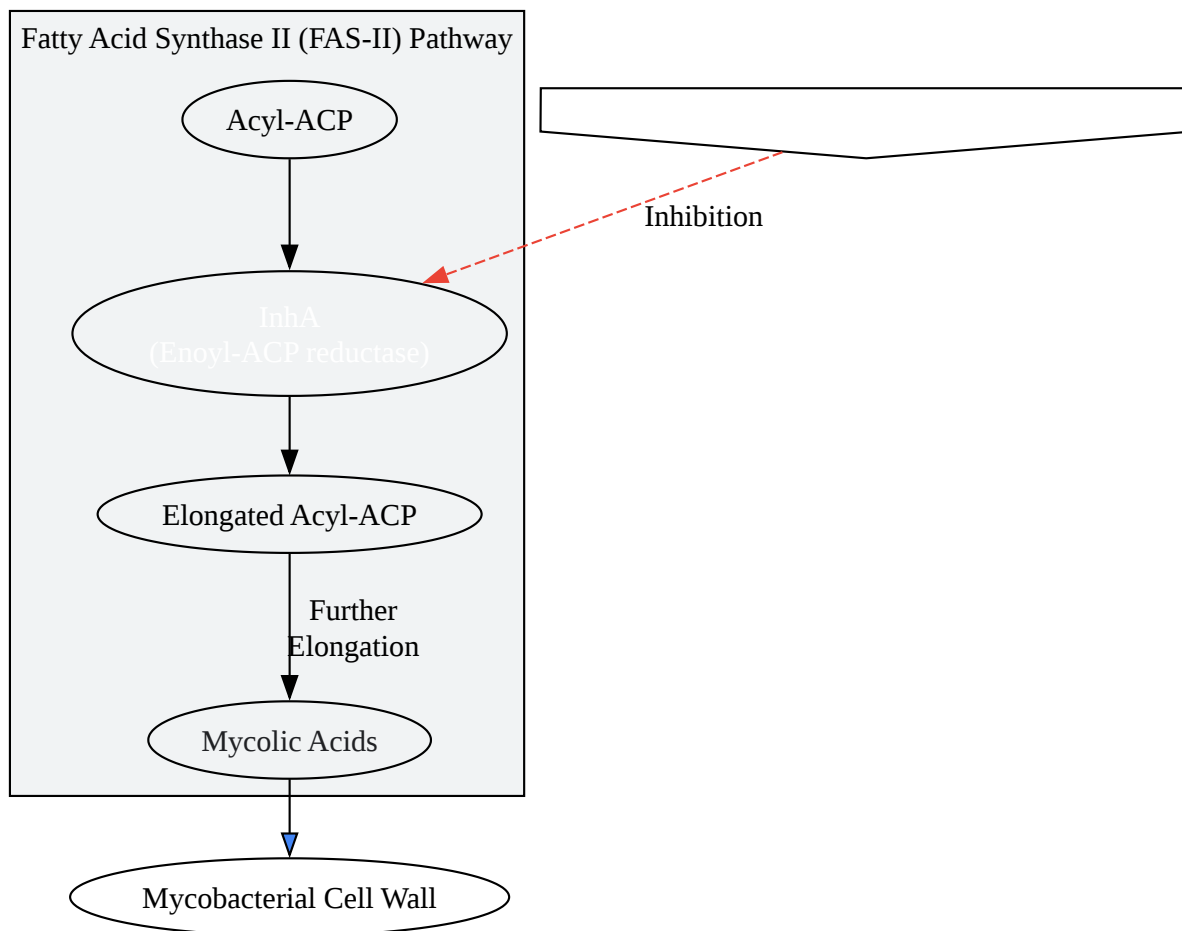 Fatty Acid Synthase II (FAS-II) Pathway
Acyl-ACP
Inhibition
InhA
(Enoyl-ACP reductase)
Elongated Acyl-ACP
Further
Elongation
Mycolic Acids
Mycobacterial Cell Wall